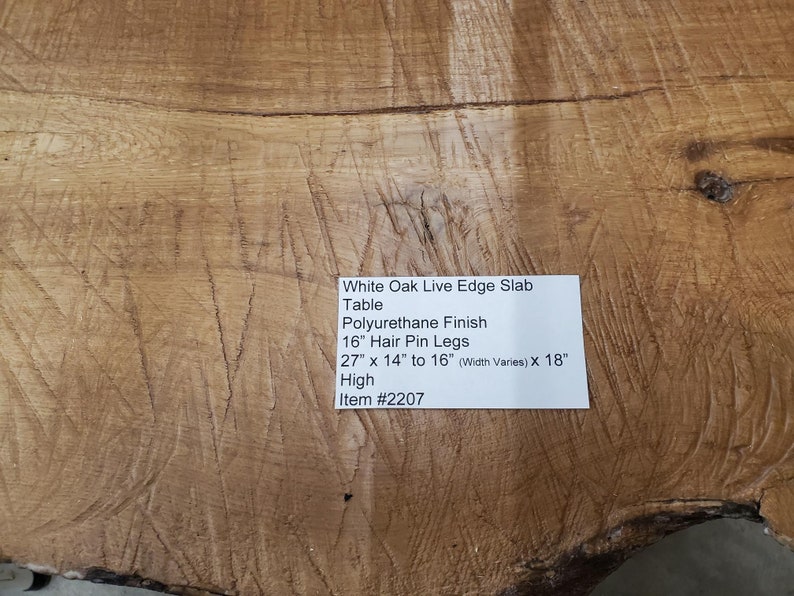 White Oak Live Edge Slab
Table
Polyurethane Finish
16” Hair Pin Legs
27” x 14” to 16” (Width Varies) x 18”
High
Item #2207